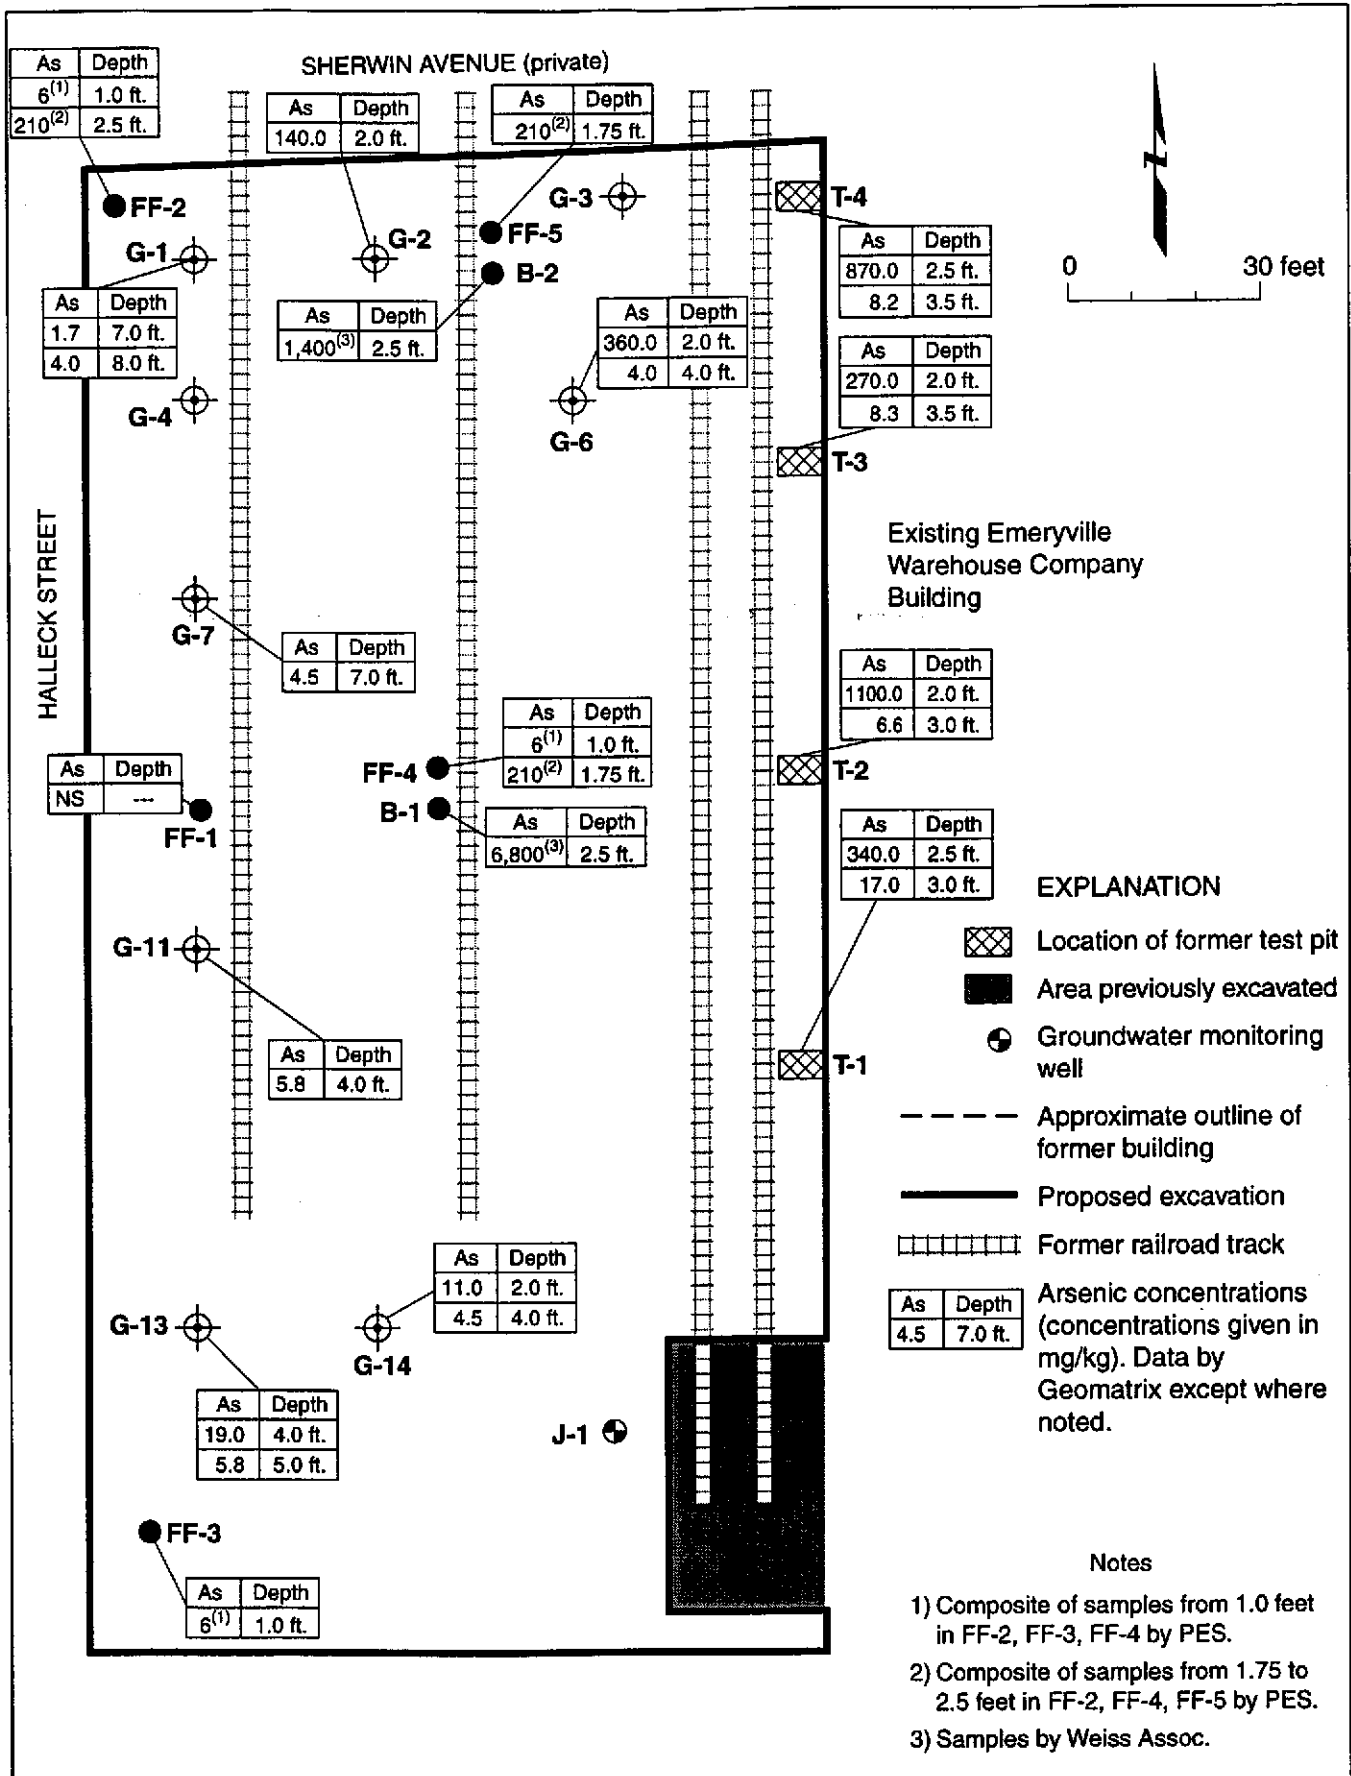 SHERWIN AVENUE (private)
As Depth
6(1) 1.0 ft.
210(2) 2.5 ft.
As Depth
140.0 2.0 ft.
As Depth
210(2) 1.75 ft.
FF-2
G-1
G-2
FF-5
B-2
G-3
T-4
Z
0 30 feet
As Depth
870.0 2.5 ft.
8.2 3.5 ft.
As Depth
1.7 7.0 ft.
4.0 8.0 ft.
As Depth
1,400(3) 2.5 ft.
As Depth
360.0 2.0 ft.
4.0 4.0 ft.
As Depth
270.0 2.0 ft.
8.3 3.5 ft.
G-4
G-6
T-3
HALLECK STREET
Existing Emeryville
Warehouse Company
Building
G-7
As Depth
4.5 7.0 ft.
As Depth
1100.0 2.0 ft.
6.6 3.0 ft.
As Depth
6(1) 1.0 ft.
210(2) 1.75 ft.
As Depth
NS ---
FF-4
T-2
FF-1
B-1
As Depth
6,800(3) 2.5 ft.
As Depth
340.0 2.5 ft.
17.0 3.0 ft.
G-11
As Depth
5.8 4.0 ft.
T-1
As Depth
11.0 2.0 ft.
4.5 4.0 ft.
G-13
G-14
As Depth
19.0 4.0 ft.
5.8 5.0 ft.
J-1
FF-3
As Depth
6(1) 1.0 ft.
EXPLANATION
Location of former test pit
Area previously excavated
Groundwater monitoring
well
Approximate outline of
former building
Proposed excavation
Former railroad track
As Depth
4.5 7.0 ft.
Arsenic concentrations
(concentrations given in
mg/kg). Data by
Geomatrix except where
noted.
Notes
1) Composite of samples from 1.0 feet
in FF-2, FF-3, FF-4 by PES.
2) Composite of samples from 1.75 to
2.5 feet in FF-2, FF-4, FF-5 by PES.
3) Samples by Weiss Assoc.